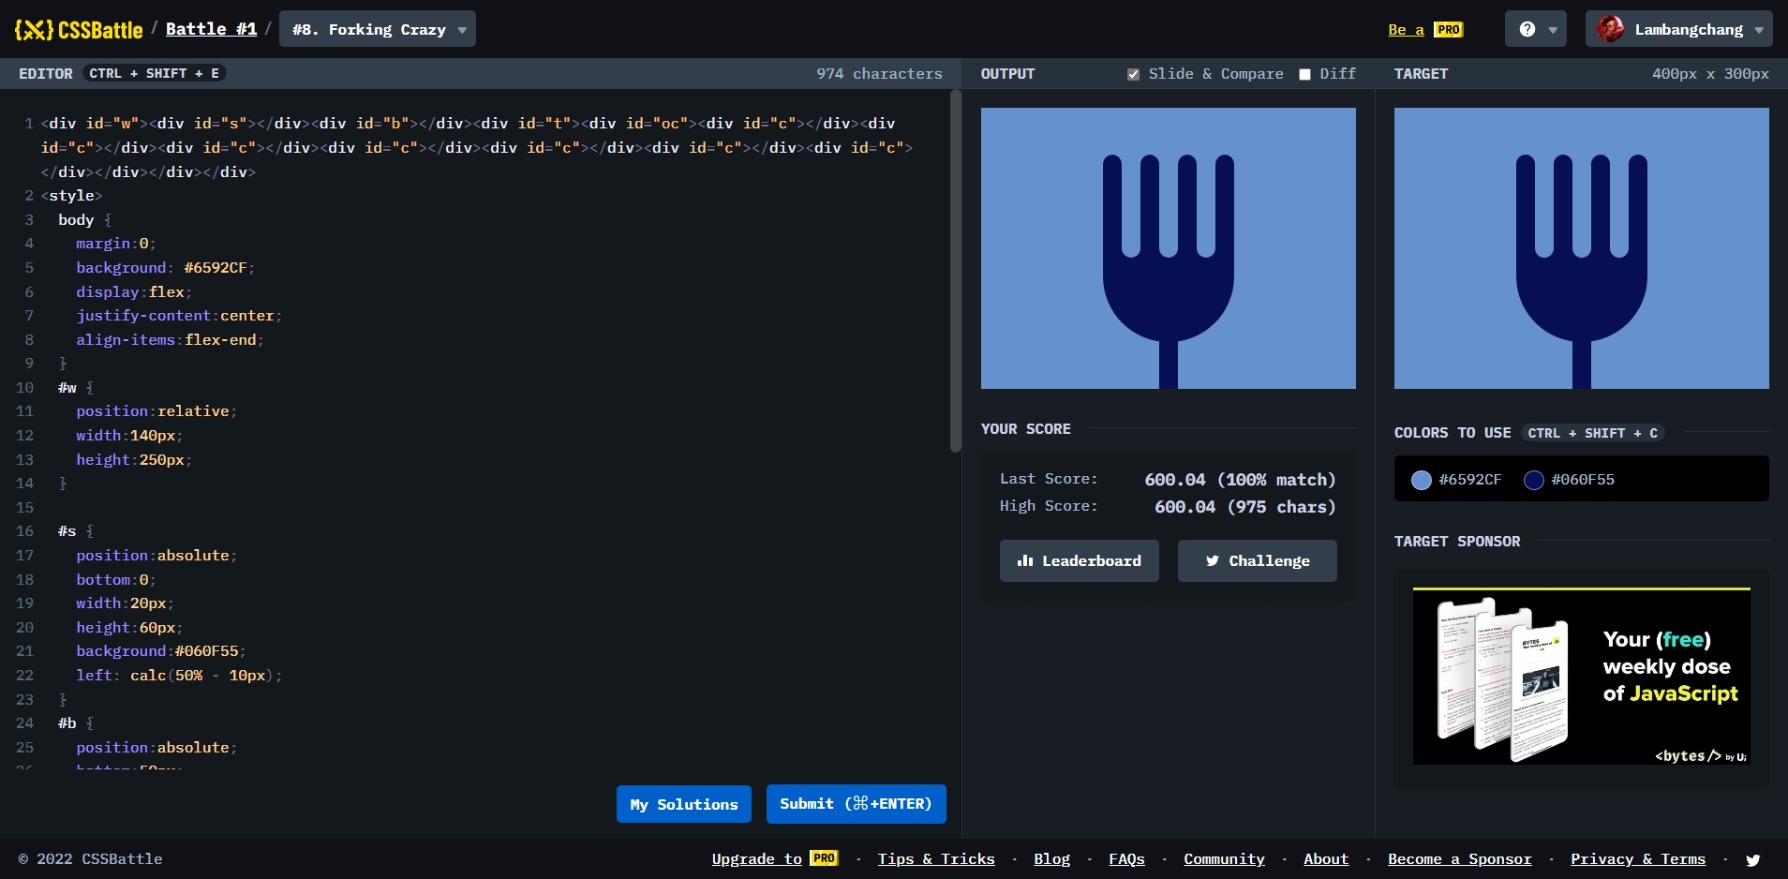 CSSBattle / Battle #1 / #8. Forking Crazy
Be a PRO
? Lambangchang
EDITOR CTRL + SHIFT + E 974 characters
1 <div id="w"><div id="s"></div><div id="b"></div><div id="t"><div id="oc"><div id="c"></div><div
id="c"></div><div id="c"></div><div id="c"></div><div id="c"></div><div id="c"></div><div id="c">
</div></div></div></div>
2 <style>
3 body {
4 margin:0;
5 background: #6592CF;
6 display:flex;
7 justify-content:center;
8 align-items:flex-end;
9 }
10 #w {
11 position:relative;
12 width:140px;
13 height:250px;
14 }
15
16 #s {
17 position:absolute;
18 bottom:0;
19 width:20px;
20 height:60px;
21 background:#060F55;
22 left: calc(50% - 10px);
23 }
24 #b {
25 position:absolute;
My Solutions
Submit (⌘+ENTER)
OUTPUT Slide & Compare Diff
YOUR SCORE
Last Score: 600.04 (100% match)
High Score: 600.04 (975 chars)
Leaderboard
Challenge
TARGET 400px x 300px
COLORS TO USE CTRL + SHIFT + C
#6592CF #060F55
TARGET SPONSOR
Your (free)
weekly dose
of JavaScript
<bytes/> by U;
© 2022 CSSBattle
Upgrade to PRO · Tips & Tricks · Blog · FAQs · Community · About · Become a Sponsor · Privacy & Terms ·